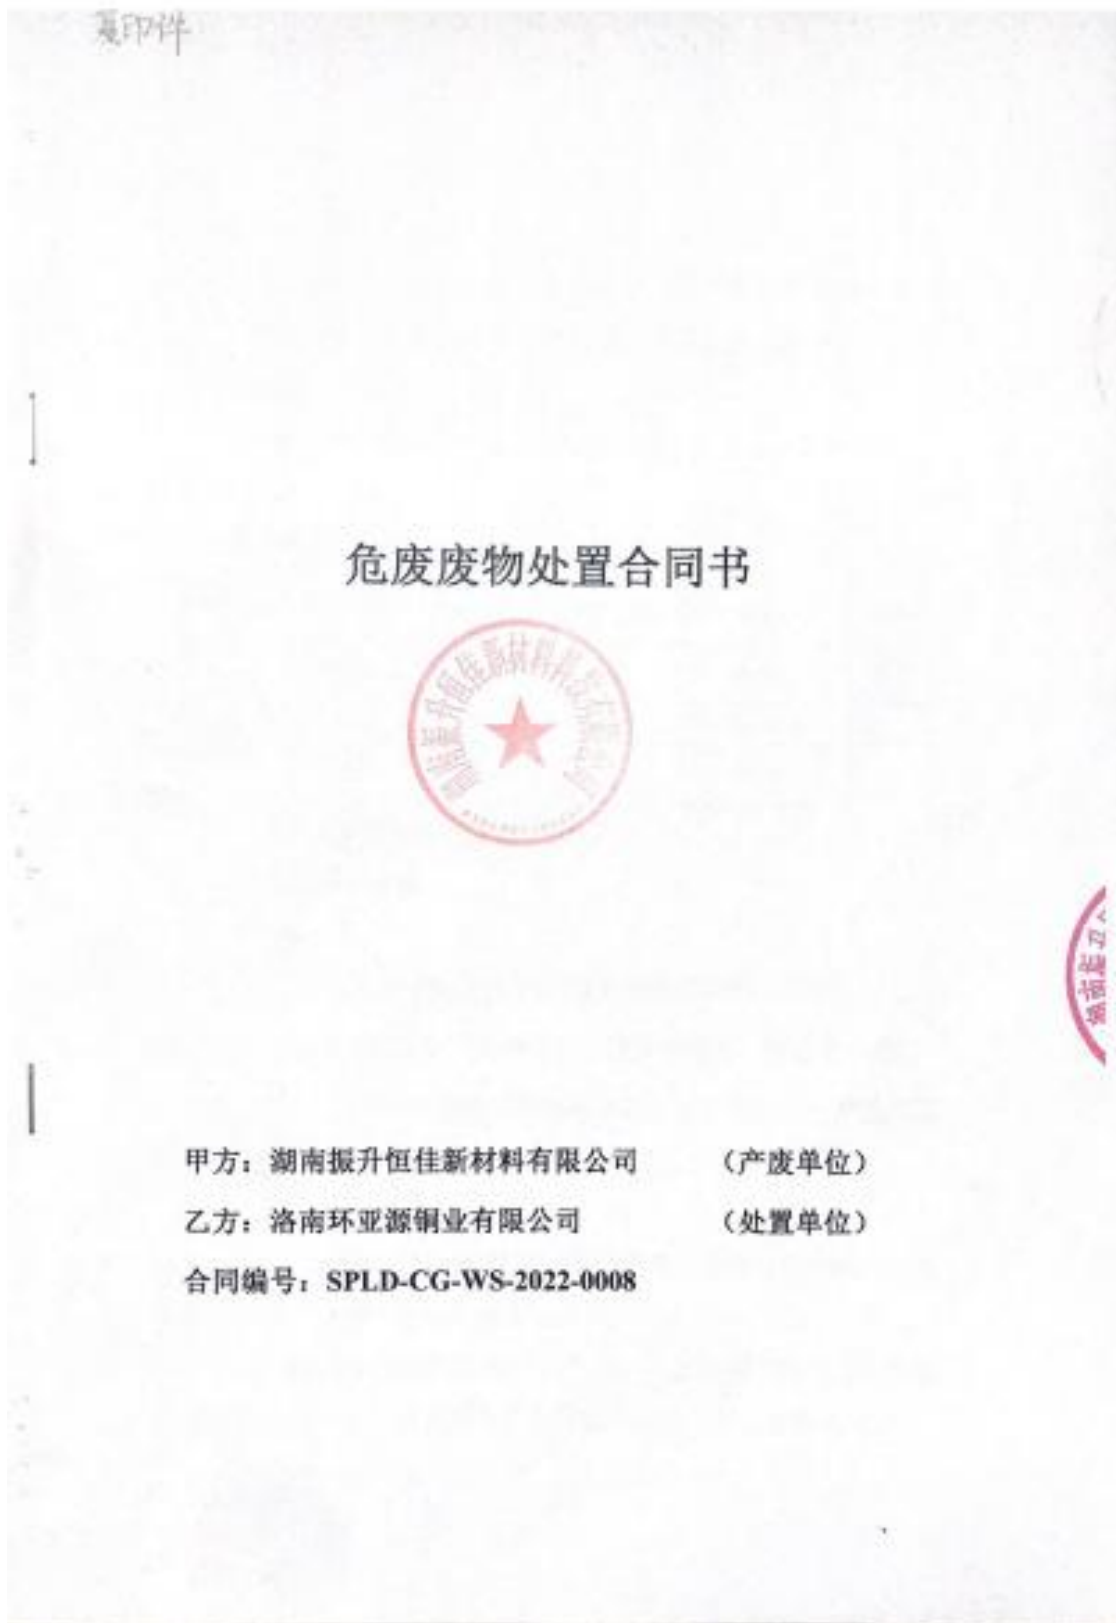 复印件
危废废物处置合同书
甲方：湖南振升恒佳新材料有限公司 （产废单位）
乙方：洛南环亚源铜业有限公司 （处置单位）
合同编号：SPLD-CG-WS-2022-0008